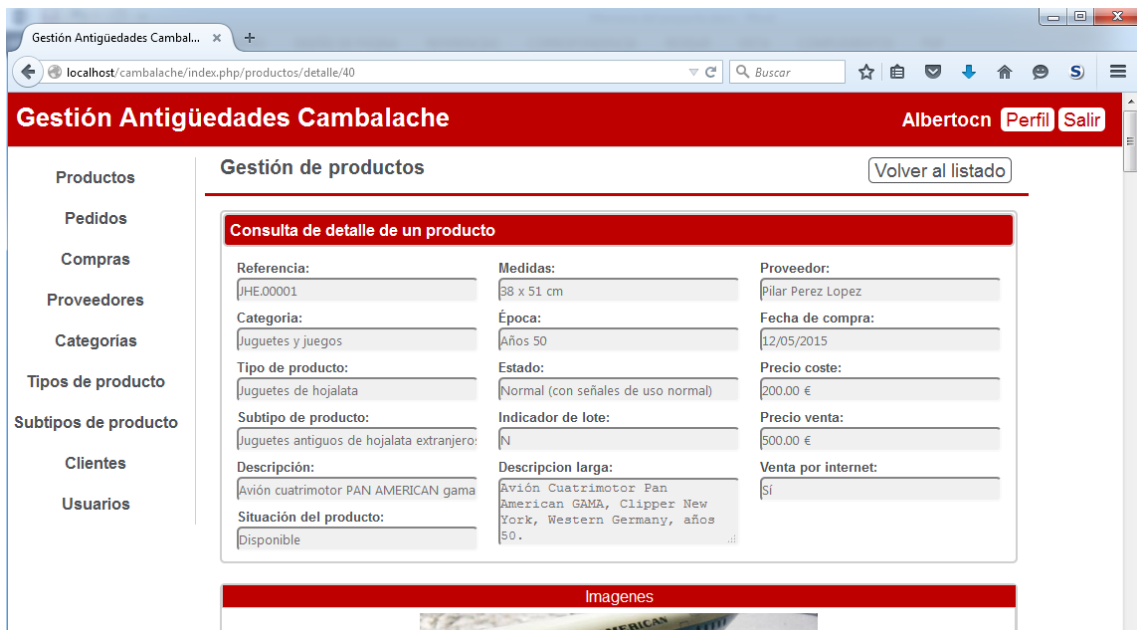 Gestión Antigüedades Cambal...
localhost/cambalache/index.php/productos/detalle/40
Buscar
Gestión Antigüedades Cambalache
Albertocn Perfil Salir
Productos
Pedidos
Compras
Proveedores
Categorías
Tipos de producto
Subtipos de producto
Clientes
Usuarios
Gestión de productos
Volver al listado
Consulta de detalle de un producto
Referencia:
JHE.00001
Categoria:
Juguetes y juegos
Tipo de producto:
Juguetes de hojalata
Subtipo de producto:
Juguetes antiguos de hojalata extranjeros
Descripción:
Avión cuatrimotor PAN AMERICAN gama
Situación del producto:
Disponible
Medidas:
38 x 51 cm
Época:
Años 50
Estado:
Normal (con señales de uso normal)
Indicador de lote:
N
Descripcion larga:
Avión Cuatrimotor Pan
American GAMA, Clipper New
York, Western Germany, años
50.
Proveedor:
Pilar Perez Lopez
Fecha de compra:
12/05/2015
Precio coste:
200.00 €
Precio venta:
500.00 €
Venta por internet:
Sí
Imagenes
AMERICAN